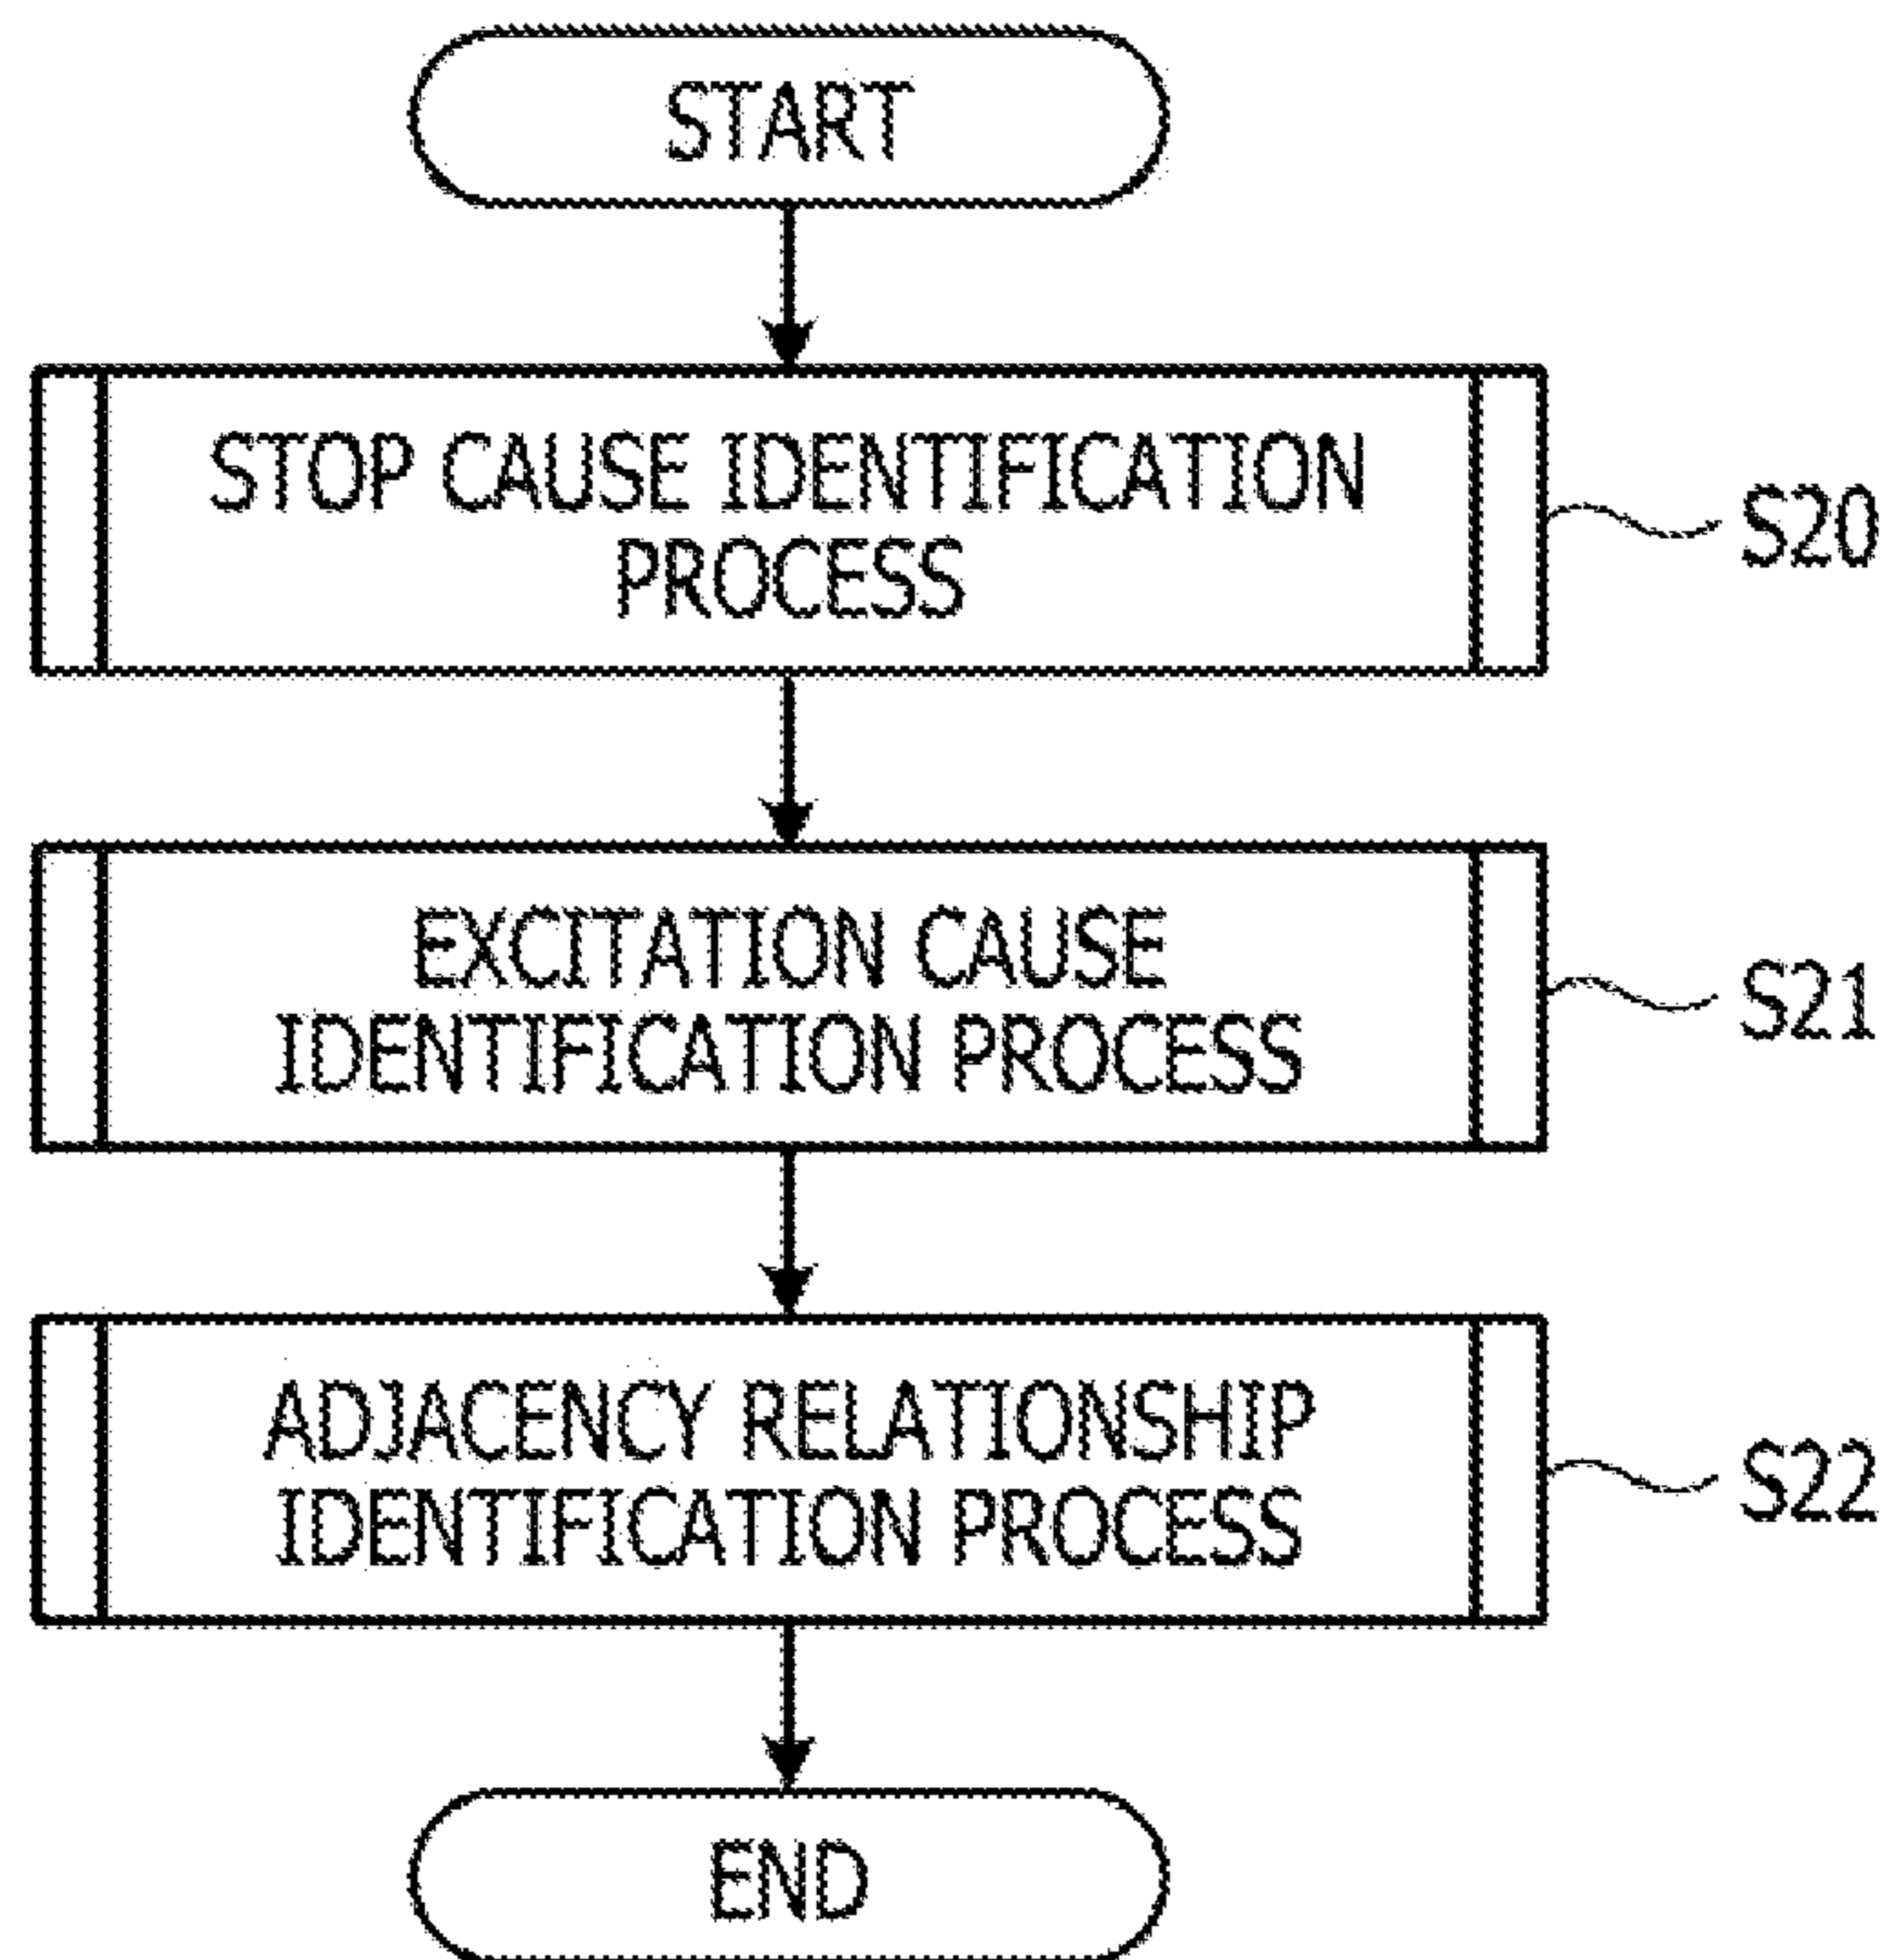 START
STOP CAUSE IDENTIFICATION
PROCESS
S20
EXCITATION CAUSE
IDENTIFICATION PROCESS
S21
ADJACENCY RELATIONSHIP
IDENTIFICATION PROCESS
S22
END